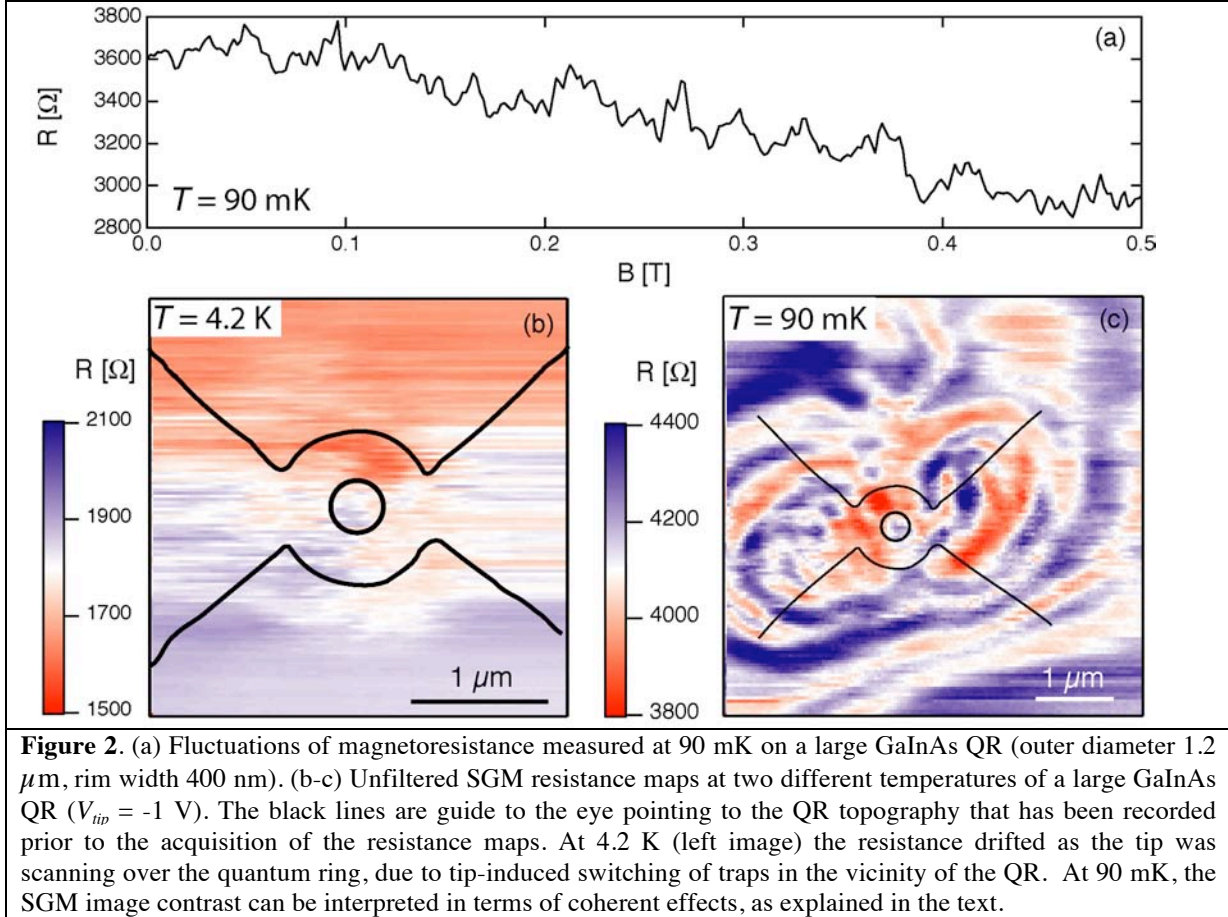 3800
3600
3400
3200
3000
2800
R [Ω]
(a)
T = 90 mK
0.0 0.1 0.2 0.3 0.4 0.5
B [T]
T = 4.2 K
(b)
R [Ω]
2100
1900
1700
1500
1 μm
T = 90 mK
(c)
R [Ω]
4400
4200
4000
3800
1 μm
Figure 2. (a) Fluctuations of magnetoresistance measured at 90 mK on a large GaInAs QR (outer diameter 1.2
μm, rim width 400 nm). (b-c) Unfiltered SGM resistance maps at two different temperatures of a large GaInAs
QR (Vtip = -1 V). The black lines are guide to the eye pointing to the QR topography that has been recorded
prior to the acquisition of the resistance maps. At 4.2 K (left image) the resistance drifted as the tip was
scanning over the quantum ring, due to tip-induced switching of traps in the vicinity of the QR. At 90 mK, the
SGM image contrast can be interpreted in terms of coherent effects, as explained in the text.